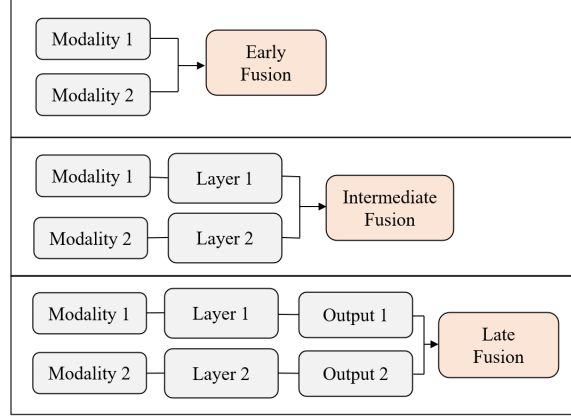 Modality 1
Modality 2
Early
Fusion
Modality 1
Layer 1
Modality 2
Layer 2
Intermediate
Fusion
Modality 1
Layer 1
Output 1
Modality 2
Layer 2
Output 2
Late
Fusion